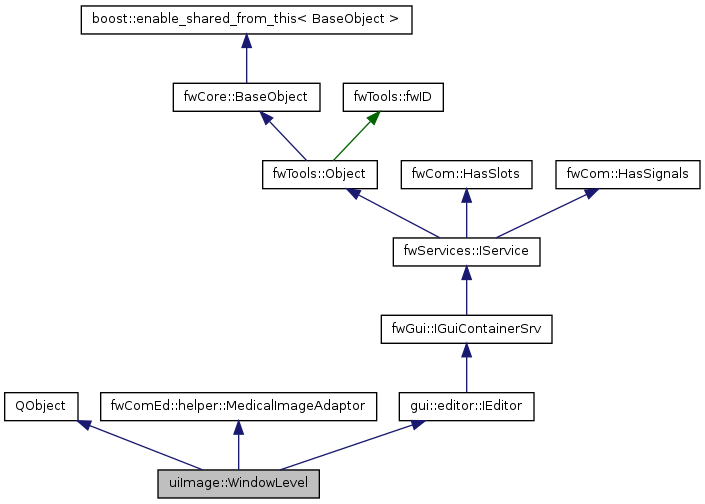 boost::enable_shared_from_this< BaseObject >
fwCore::BaseObject
fwTools::fwID
fwTools::Object
fwCom::HasSlots
fwCom::HasSignals
fwServices::IService
fwGui::IGuiContainerSrv
QObject
fwComEd::helper::MedicalImageAdaptor
gui::editor::IEditor
uiImage::WindowLevel